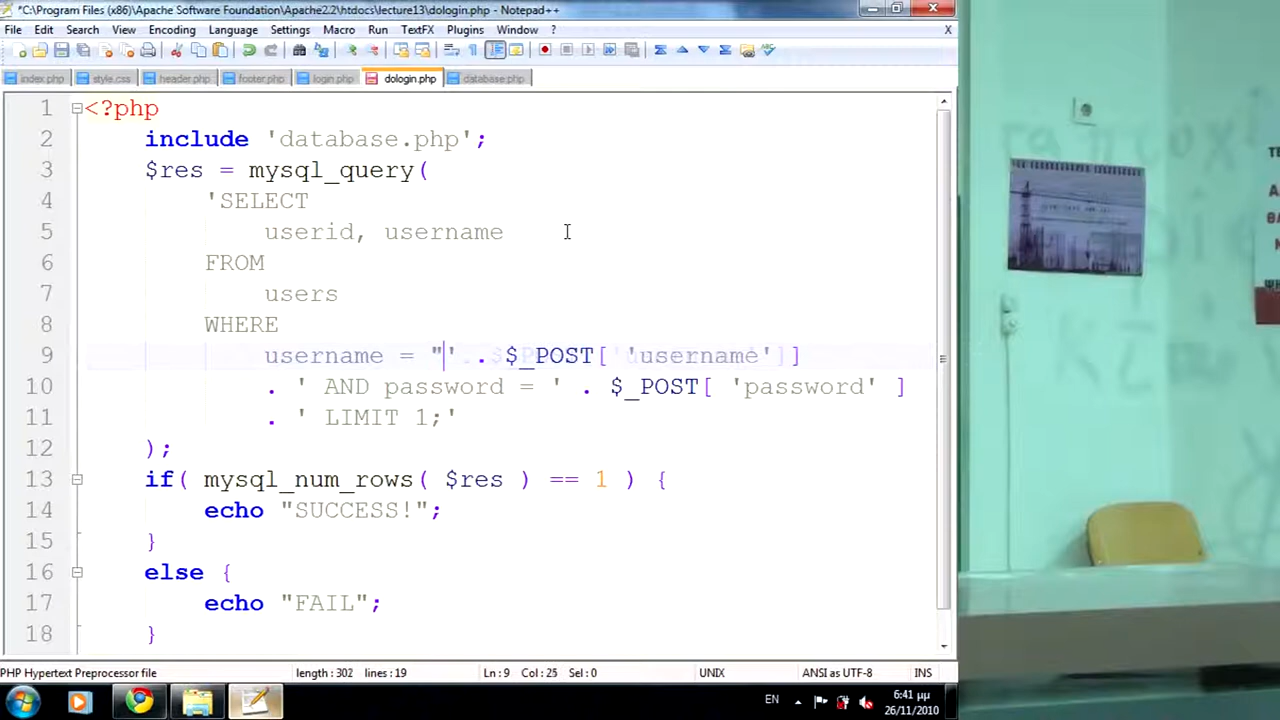 *C:\Program Files (x86)\Apache Software Foundation\Apache2.2\htdocs\lecture13\dologin.php - Notepad++
File Edit Search View Encoding Language Settings Macro Run TextFX Plugins Window ? X
index.php style.css header.php footer.php login.php dologin.php database.php
1 <?php
2 include 'database.php';
3 $res = mysql_query(
4 'SELECT
5 userid, username
6 FROM
7 users
8 WHERE
9 username = "' . $_POST[ 'username' ]
10 . ' AND password = ' . $_POST[ 'password' ]
11 . ' LIMIT 1;'
12 );
13 if( mysql_num_rows( $res ) == 1 ) {
14 echo "SUCCESS!";
15 }
16 else {
17 echo "FAIL";
18 }
PHP Hypertext Preprocessor file length : 302 lines : 19 Ln : 9 Col : 25 Sel : 0 UNIX ANSI as UTF-8 INS
EN 6:41 μμ
26/11/2010